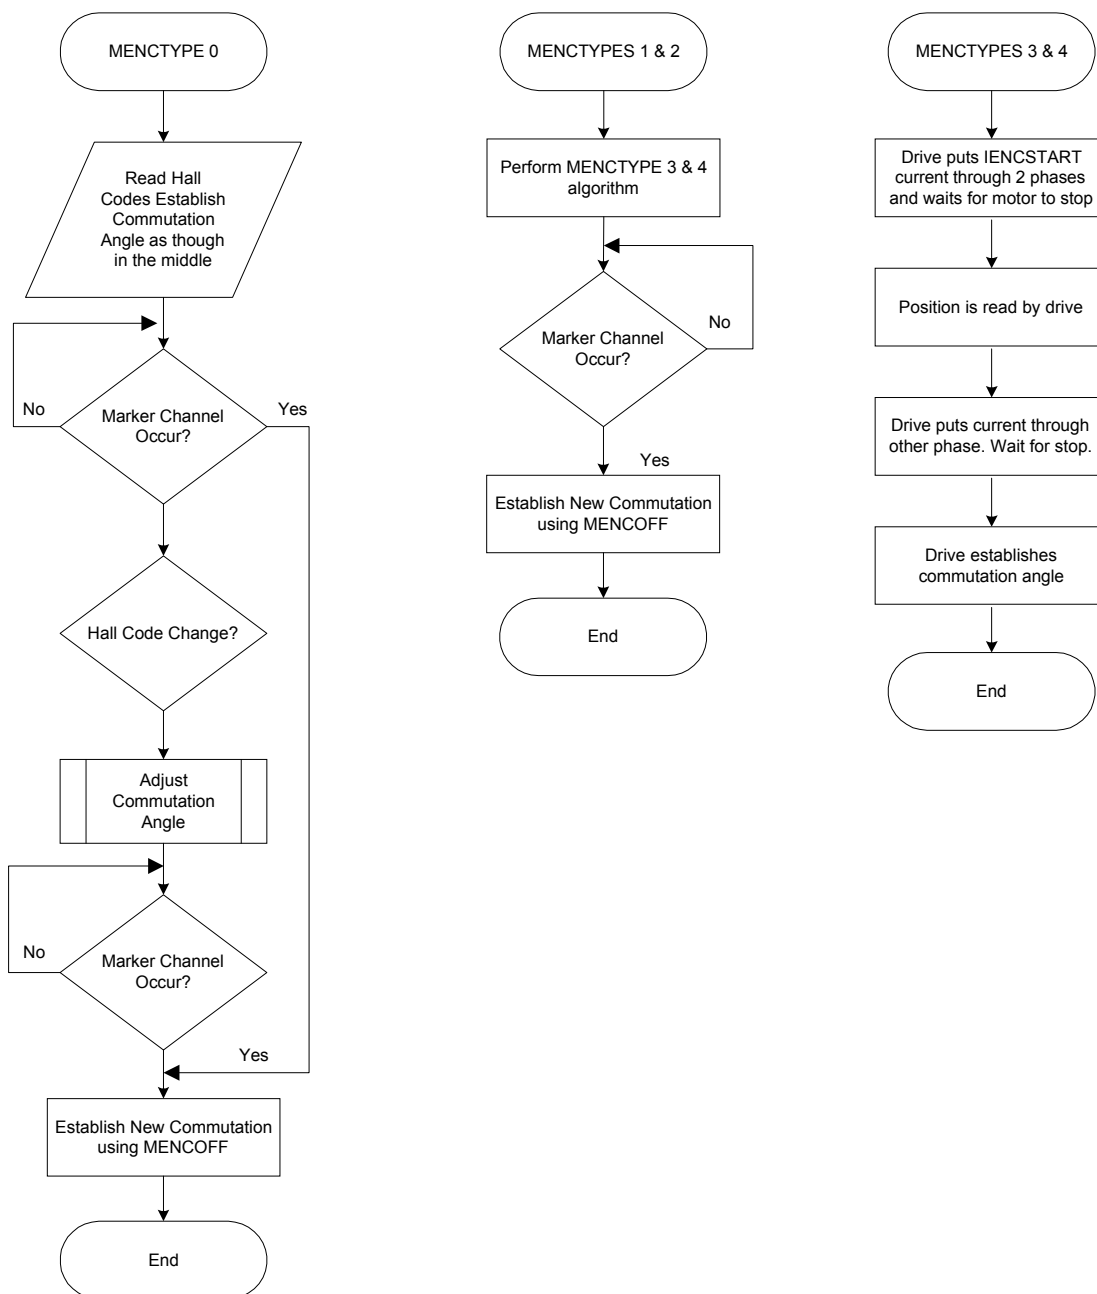 MENCTYPE 0
Read Hall
Codes Establish
Commutation
Angle as though
in the middle
No
Marker Channel
Occur?
Yes
Hall Code Change?
Adjust
Commutation
Angle
No
Marker Channel
Occur?
Yes
Establish New Commutation
using MENCOFF
End
MENCTYPES 1 & 2
Perform MENCTYPE 3 & 4
algorithm
Marker Channel
Occur?
No
Yes
Establish New Commutation
using MENCOFF
End
MENCTYPES 3 & 4
Drive puts IENCSTART
current through 2 phases
and waits for motor to stop
Position is read by drive
Drive puts current through
other phase. Wait for stop.
Drive establishes
commutation angle
End